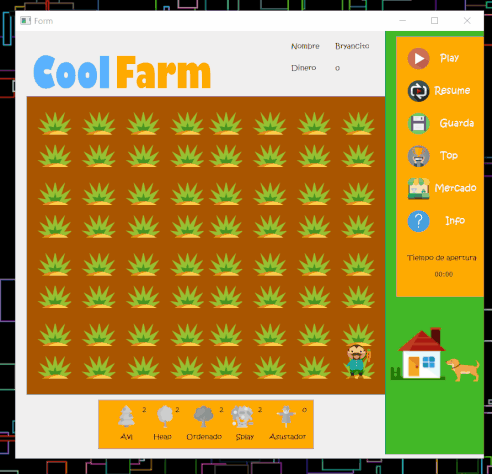 Form
Nombre Bryancito
Cool Farm
Dinero 0
Play
Resume
Guarda
Top
Mercado
Info
Tiempo de apertura
00:00
2 2 2 2 0
AVL Heap Ordenado Splay Asustador